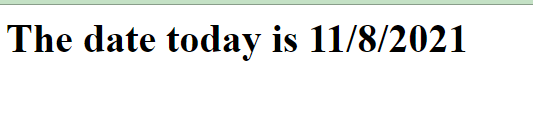 The date today is 11/8/2021